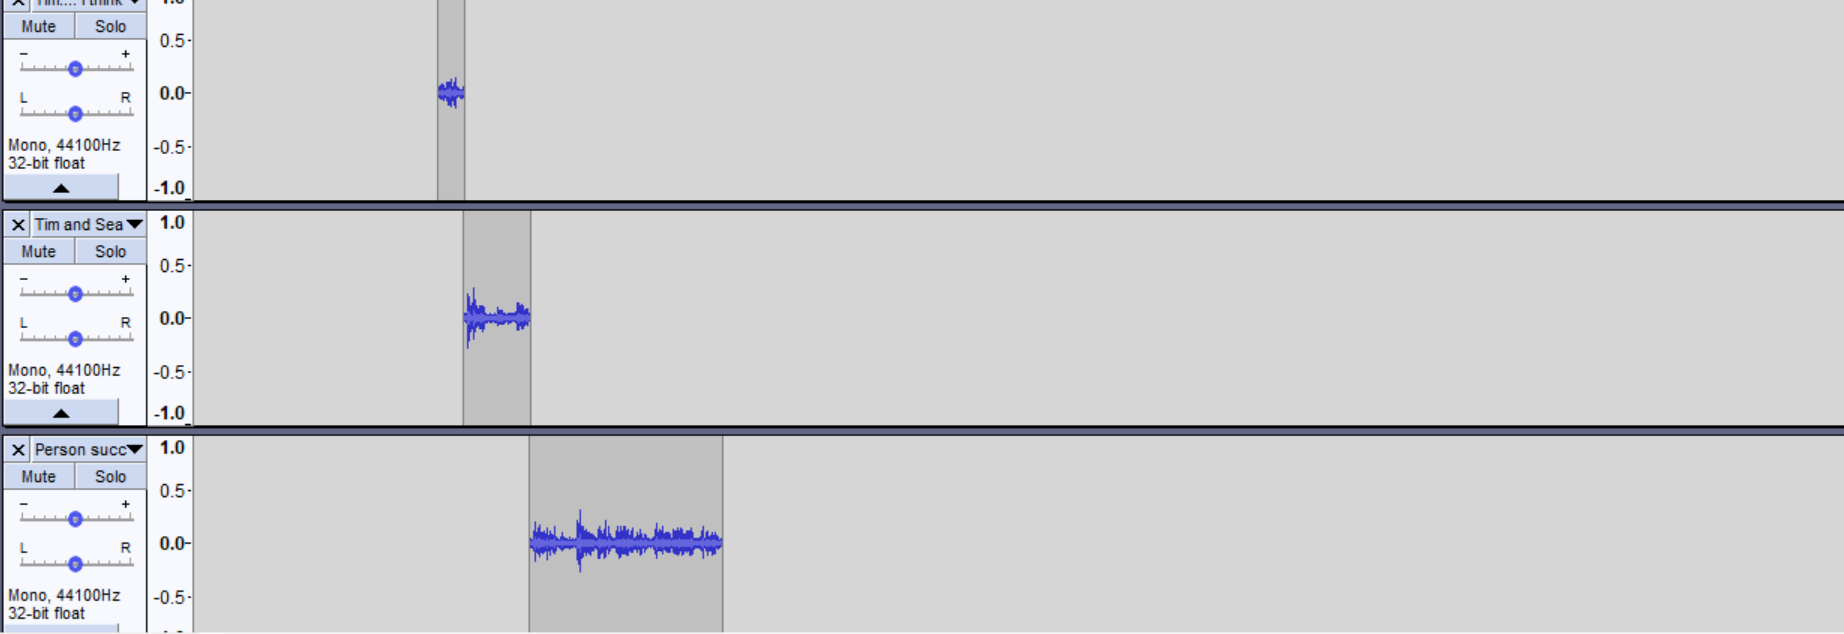 Tim.... I think
1.0
Mute Solo
0.5
- +
0.0
L R
Mono, 44100Hz
-0.5
32-bit float
-1.0
Tim and Sea
1.0
Mute Solo
0.5
- +
0.0
L R
Mono, 44100Hz
-0.5
32-bit float
-1.0
Person succ
1.0
Mute Solo
0.5
- +
0.0
L R
Mono, 44100Hz
-0.5
32-bit float